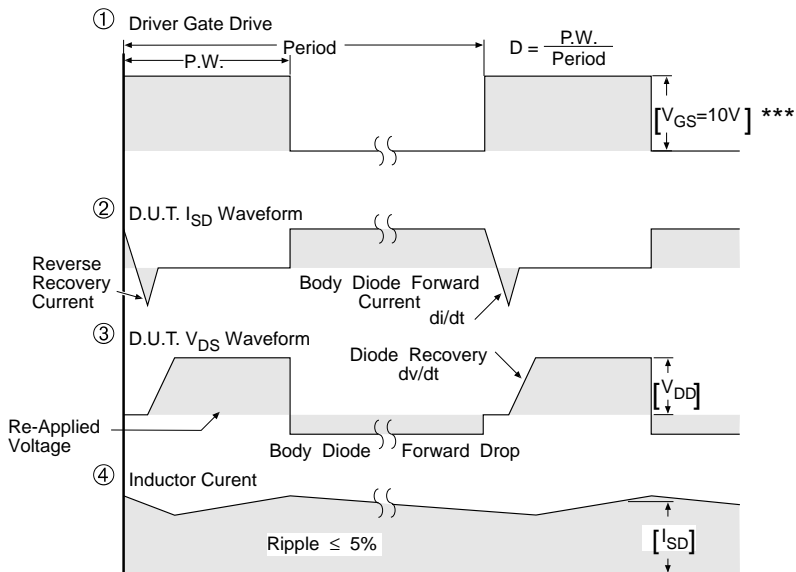 ① Driver Gate Drive
Period
P.W.
D = P.W. / Period
[VGS=10V] ***
② D.U.T. ISD Waveform
Reverse
Recovery
Current
Body Diode Forward
Current
di/dt
③ D.U.T. VDS Waveform
Diode Recovery
dv/dt
[VDD]
Re-Applied
Voltage
Body Diode Forward Drop
④ Inductor Curent
Ripple ≤ 5%
[ISD]